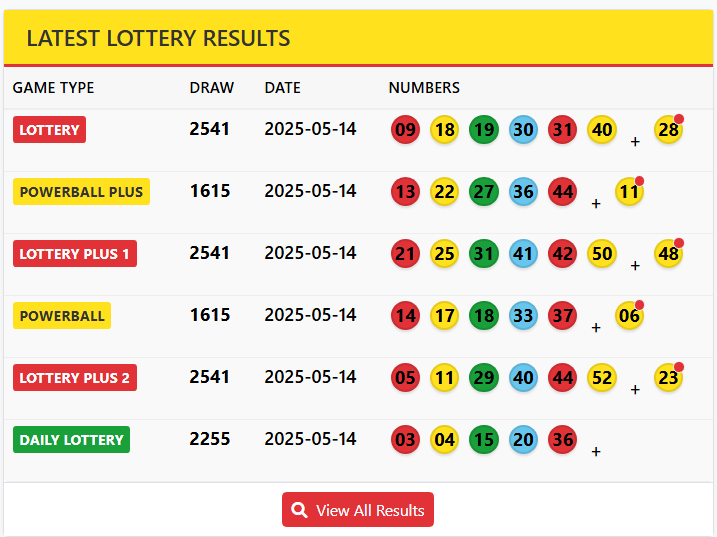 LATEST LOTTERY RESULTS
GAME TYPE DRAW DATE NUMBERS
LOTTERY 2541 2025-05-14 09 18 19 30 31 40 + 28
POWERBALL PLUS 1615 2025-05-14 13 22 27 36 44 + 11
LOTTERY PLUS 1 2541 2025-05-14 21 25 31 41 42 50 + 48
POWERBALL 1615 2025-05-14 14 17 18 33 37 + 06
LOTTERY PLUS 2 2541 2025-05-14 05 11 29 40 44 52 + 23
DAILY LOTTERY 2255 2025-05-14 03 04 15 20 36 +
View All Results